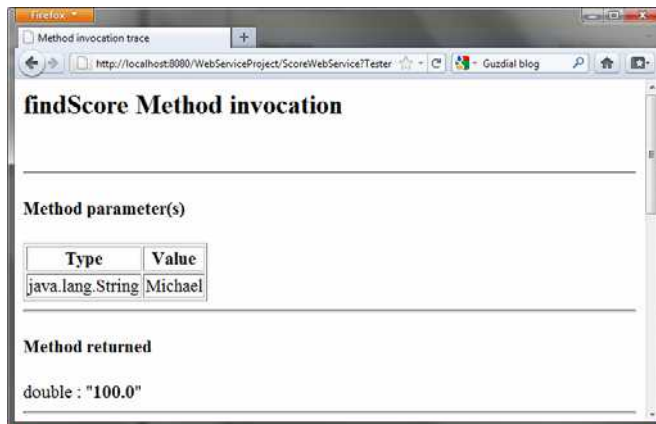 Firefox
Method invocation trace
http://localhost:8080/WebServiceProject/ScoreWebService?Tester
Guzdial blog
findScore Method invocation
Method parameter(s)
Type Value
java.lang.String Michael
Method returned
double : "100.0"